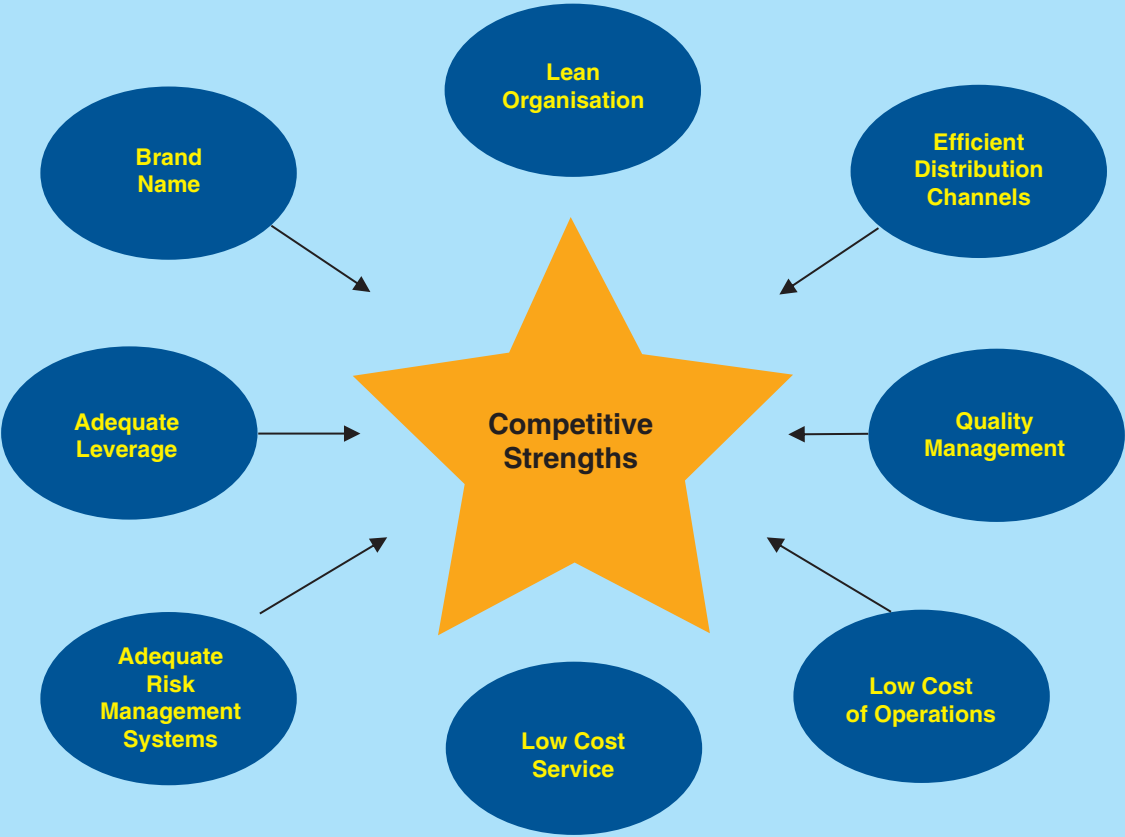 Lean
Organisation
Brand
Name
Efficient
Distribution
Channels
Adequate
Leverage
Competitive
Strengths
Quality
Management
Adequate
Risk
Management
Systems
Low Cost
Service
Low Cost
of Operations